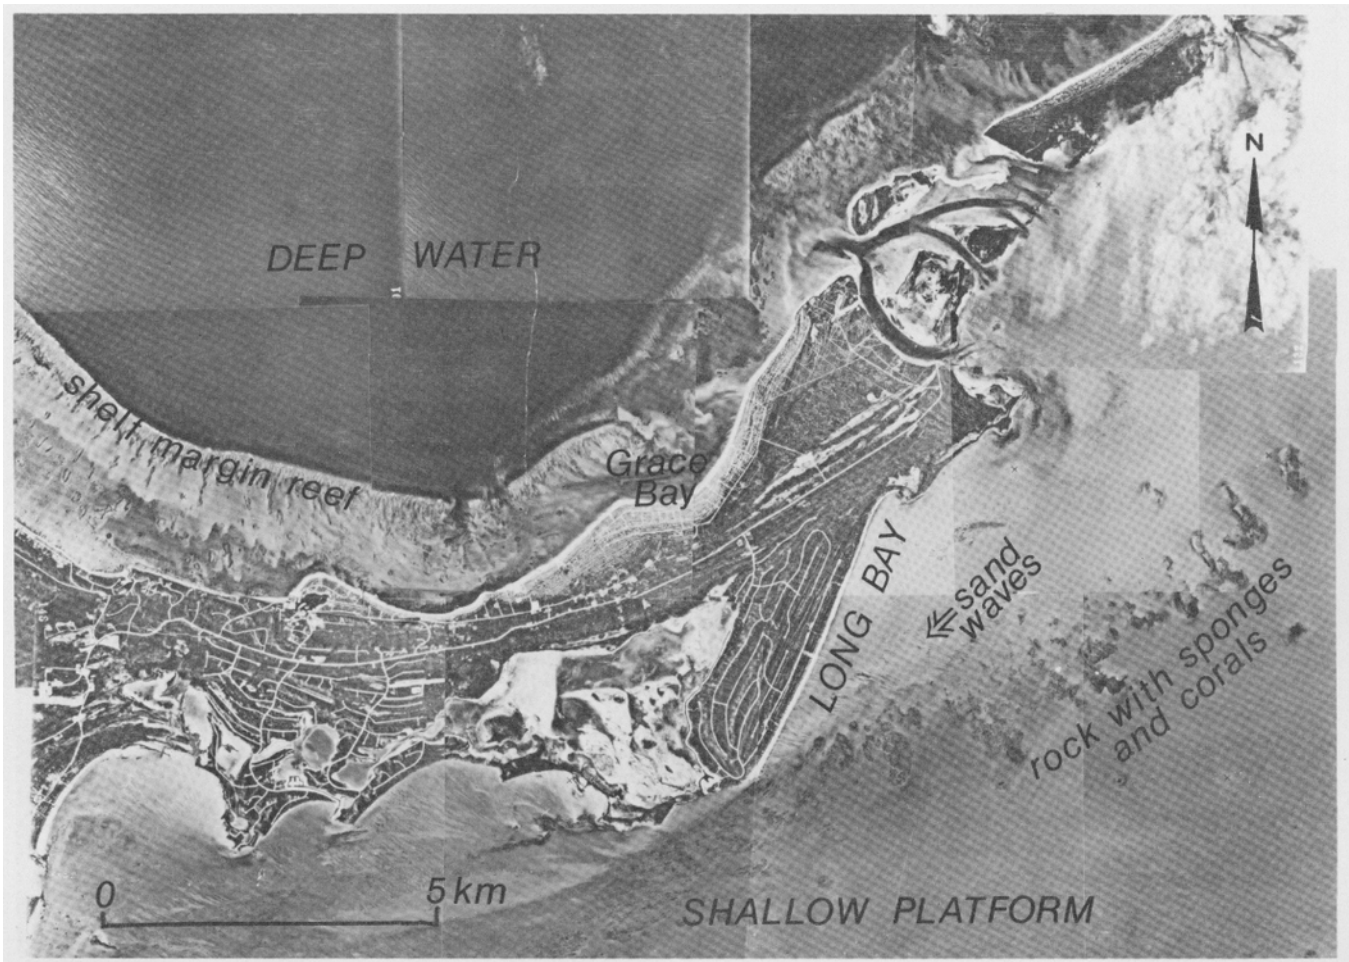 N
DEEP WATER
shelf margin reef
Grace
Bay
LONG BAY
sand
waves
rock with sponges
and corals
0 5 km
SHALLOW PLATFORM